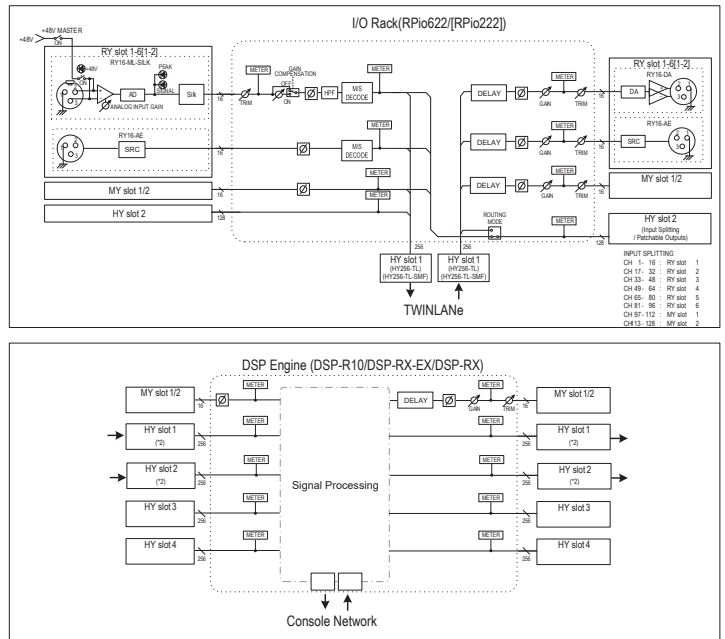 I/O Rack(RPio622/[RPio222])
+48V MASTER
+48V
ON
RY slot 1-6[1-2]
RY16-ML-SILK
+48V
ON
PEAK
SIGNAL
AD
Silk
ANALOG INPUT GAIN
16
RY16-AE
SRC
16
MY slot 1/2
16
HY slot 2
128
METER
GAIN
COMPENSATION
OFF
ON
TRIM
HPF
M/S
DECODE
METER
METER
M/S
DECODE
METER
METER
256
256
HY slot 1
(HY256-TL)
(HY256-TL-SMF)
HY slot 1
(HY256-TL)
(HY256-TL-SMF)
TWINLANe
DELAY
METER
GAIN
TRIM
16
DELAY
METER
GAIN
TRIM
16
DELAY
METER
GAIN
TRIM
16
ROUTING
MODE
METER
128
RY slot 1-6[1-2]
RY16-DA
DA
RY16-AE
SRC
MY slot 1/2
HY slot 2
(Input Splitting
/ Patchable Outputs)
INPUT SPLITTING
CH 1- 16 : RY slot 1
CH 17- 32 : RY slot 2
CH 33- 48 : RY slot 3
CH 49- 64 : RY slot 4
CH 65- 80 : RY slot 5
CH 81- 96 : RY slot 6
CH 97-112 : MY slot 1
CH113-128 : MY slot 2
DSP Engine (DSP-R10/DSP-RX-EX/DSP-RX)
MY slot 1/2
16
METER
HY slot 1
(*2)
256
METER
HY slot 2
(*2)
256
METER
HY slot 3
256
METER
HY slot 4
256
METER
Signal Processing
Console Network
DELAY
METER
GAIN
TRIM
16
MY slot 1/2
METER
256
HY slot 1
(*2)
METER
256
HY slot 2
(*2)
METER
256
HY slot 3
METER
256
HY slot 4